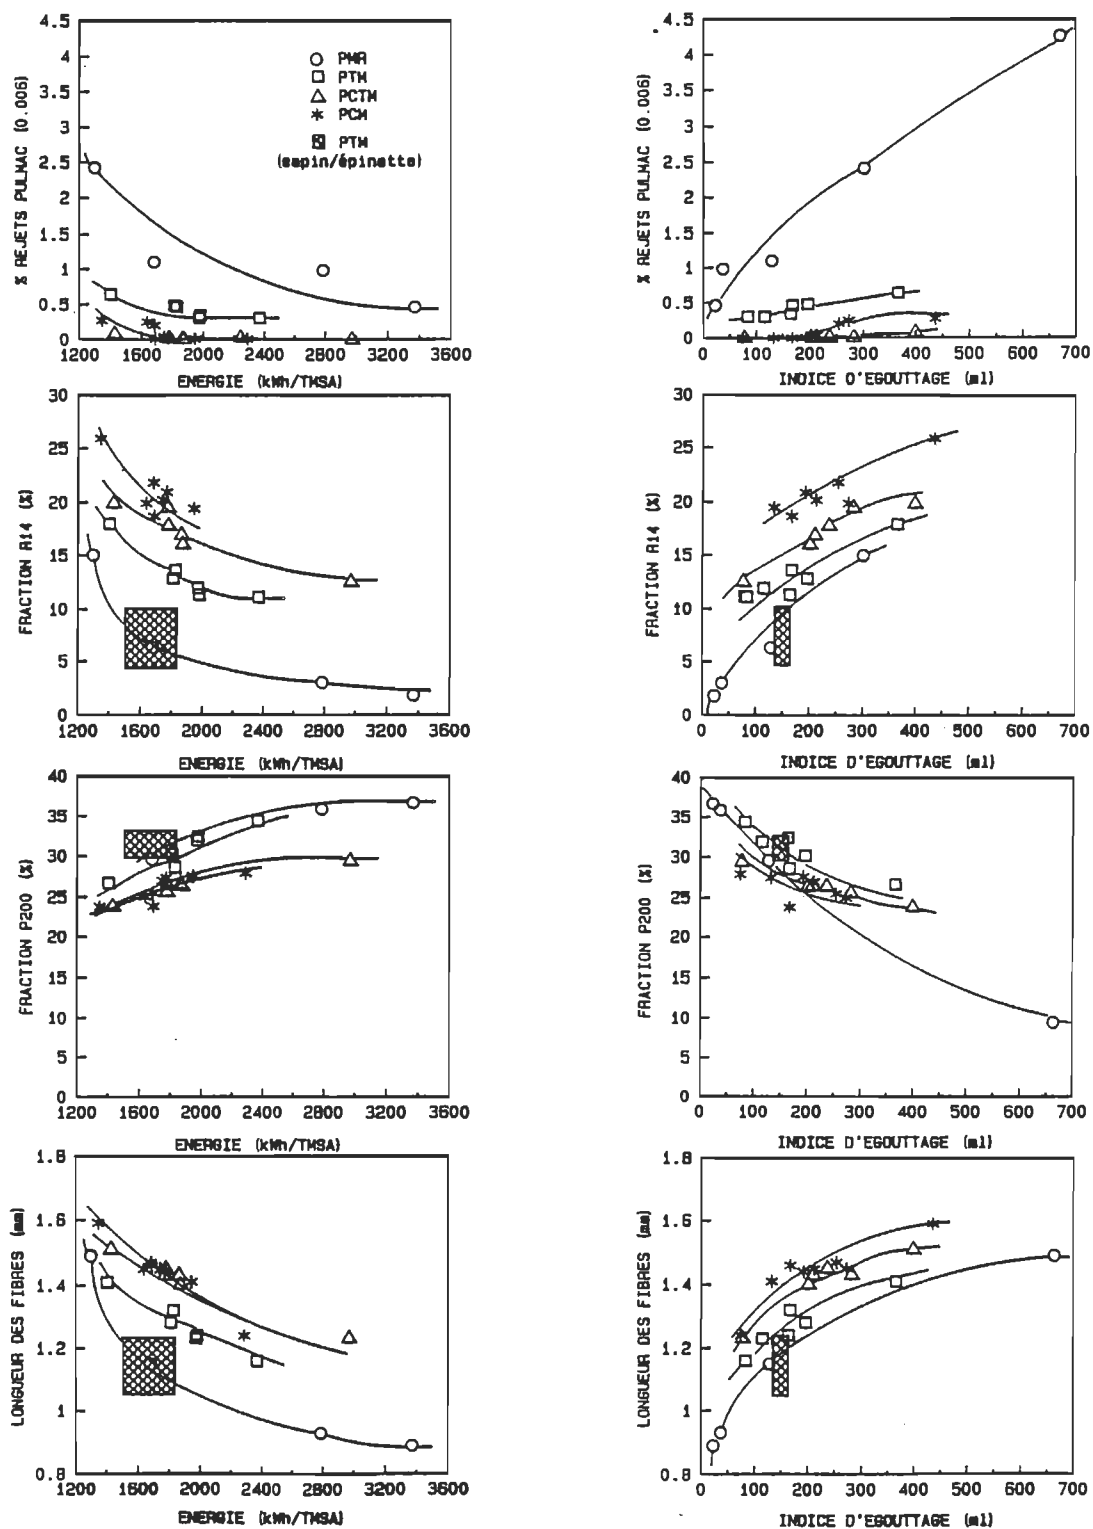 % REJETS PULMAC (0.006)
4.5
4
3.5
3
2.5
2
1.5
1
0.5
0
1200 1600 2000 2400 2800 3200 3600
ENERGIE (kWh/TMSA)
PMR
PTM
PCTM
PCM
PTM
(sapin/épinette)
% REJETS PULMAC (0.006)
4.5
4
3.5
3
2.5
2
1.5
1
0.5
0
0 100 200 300 400 500 600 700
INDICE D'EGOUTTAGE (ml)
FRACTION R14 (%)
30
25
20
15
10
5
0
1200 1600 2000 2400 2800 3200 3600
ENERGIE (kWh/TMSA)
FRACTION R14 (%)
30
25
20
15
10
5
0
0 100 200 300 400 500 600 700
INDICE D'EGOUTTAGE (ml)
FRACTION P200 (%)
40
35
30
25
20
15
10
5
0
1200 1600 2000 2400 2800 3200 3600
ENERGIE (kWh/TMSA)
FRACTION P200 (%)
40
35
30
25
20
15
10
5
0
0 100 200 300 400 500 600 700
INDICE D'EGOUTTAGE (ml)
LONGUEUR DES FIBRES (mm)
1.8
1.6
1.4
1.2
1
0.8
1200 1600 2000 2400 2800 3200 3600
ENERGIE (kWh/TMSA)
LONGUEUR DES FIBRES (mm)
1.8
1.6
1.4
1.2
1
0.8
0 100 200 300 400 500 600 700
INDICE D'EGOUTTAGE (ml)